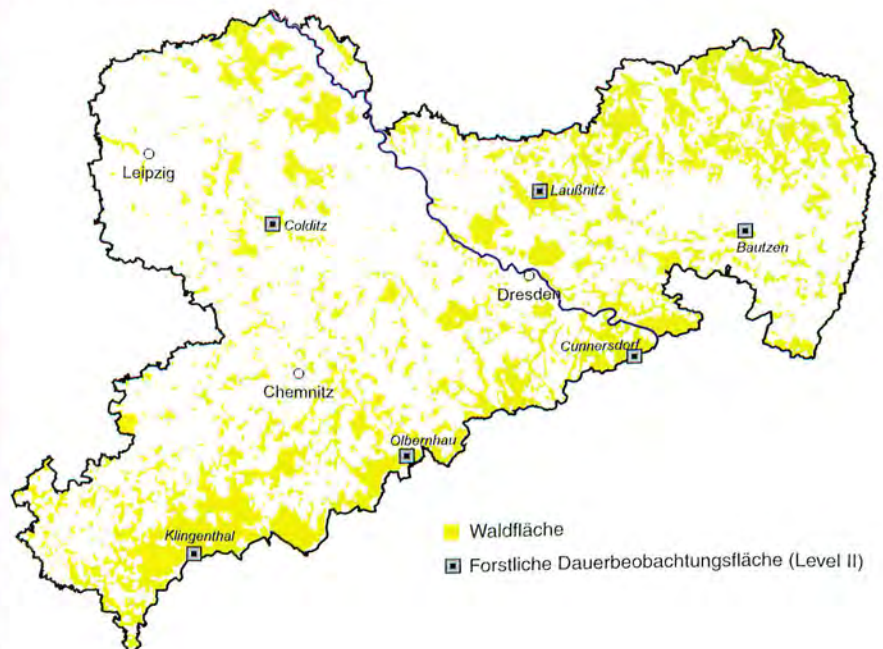 Leipzig
Laußnitz
Colditz
Bautzen
Dresden
Cunnersdorf
Chemnitz
Olbernhau
Klingenthal
Waldfläche
Forstliche Dauerbeobachtungsfläche (Level II)